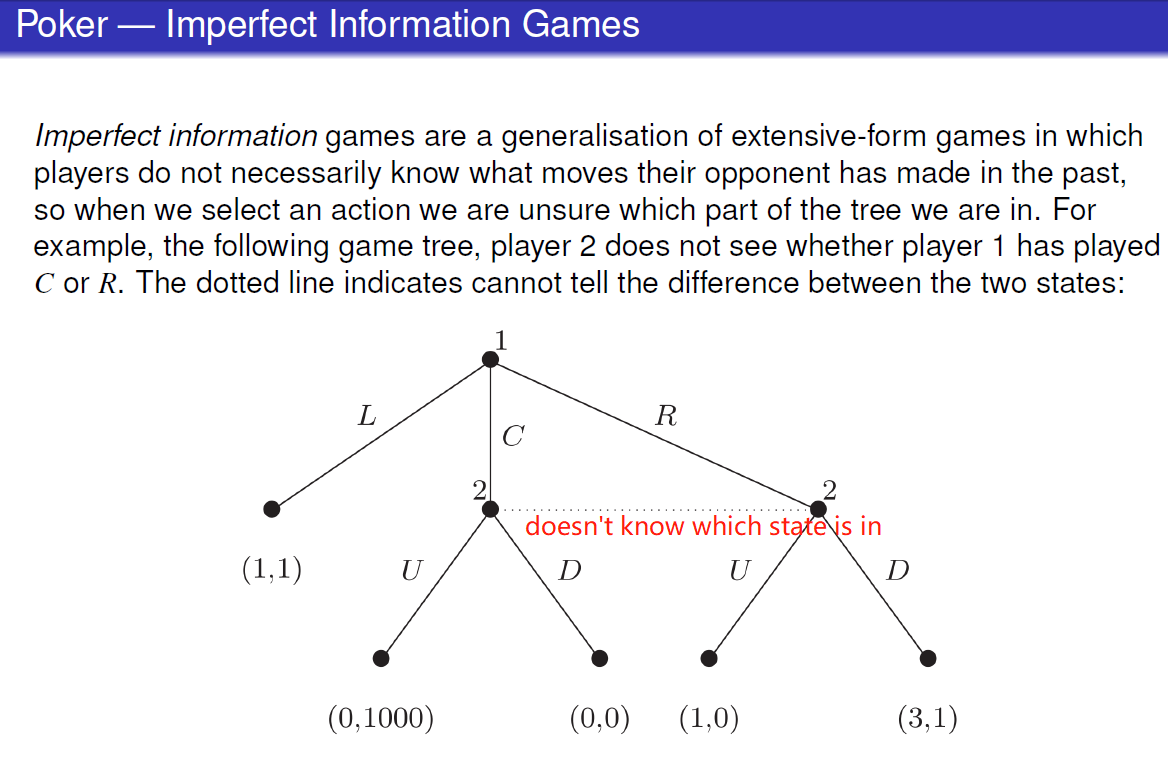 Poker — Imperfect Information Games
Imperfect information games are a generalisation of extensive-form games in which
players do not necessarily know what moves their opponent has made in the past,
so when we select an action we are unsure which part of the tree we are in. For
example, the following game tree, player 2 does not see whether player 1 has played
C or R. The dotted line indicates cannot tell the difference between the two states:
1
L
C
R
2
2
doesn't know which state is in
(1,1)
U
D
U
D
(0,1000)
(0,0)
(1,0)
(3,1)